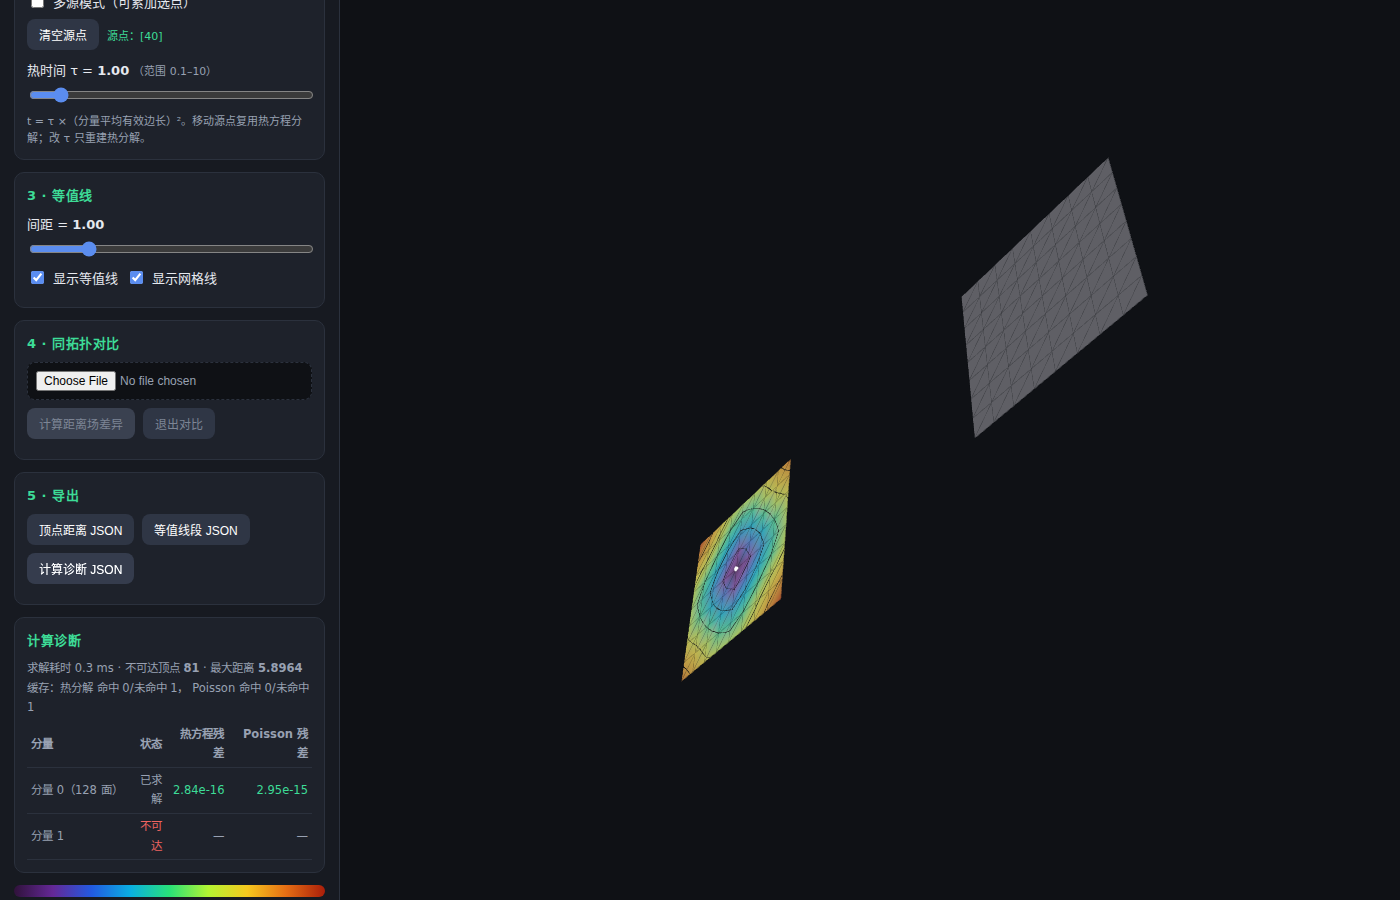 多源模式（可累加选点）
清空源点 源点：[40]
热时间 τ = 1.00 （范围 0.1–10）
t = τ ×（分量平均有效边长）²。移动源点复用热方程分
解；改 τ 只重建热分解。
3 · 等值线
间距 = 1.00
显示等值线 显示网格线
4 · 同拓扑对比
Choose File No file chosen
计算距离场差异 退出对比
5 · 导出
顶点距离 JSON 等值线段 JSON
计算诊断 JSON
计算诊断
求解耗时 0.3 ms · 不可达顶点 81 · 最大距离 5.8964
缓存：热分解 命中 0/未命中 1， Poisson 命中 0/未命中
1
分量 状态 热方程残差 Poisson 残差
分量 0（128 面） 已求解 2.84e-16 2.95e-15
分量 1 不可达 — —